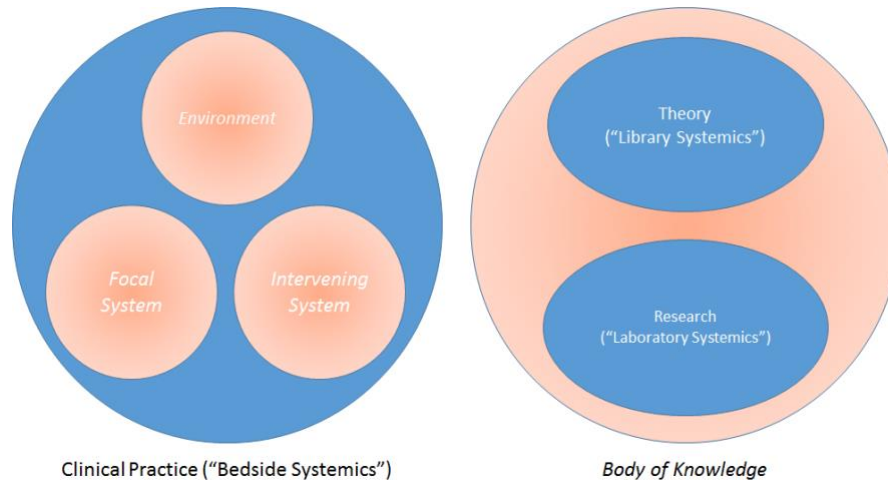 Environment
Focal
System
Intervening
System
Clinical Practice (“Bedside Systemics”)
Theory
(“Library Systemics”)
Research
(“Laboratory Systemics”)
Body of Knowledge